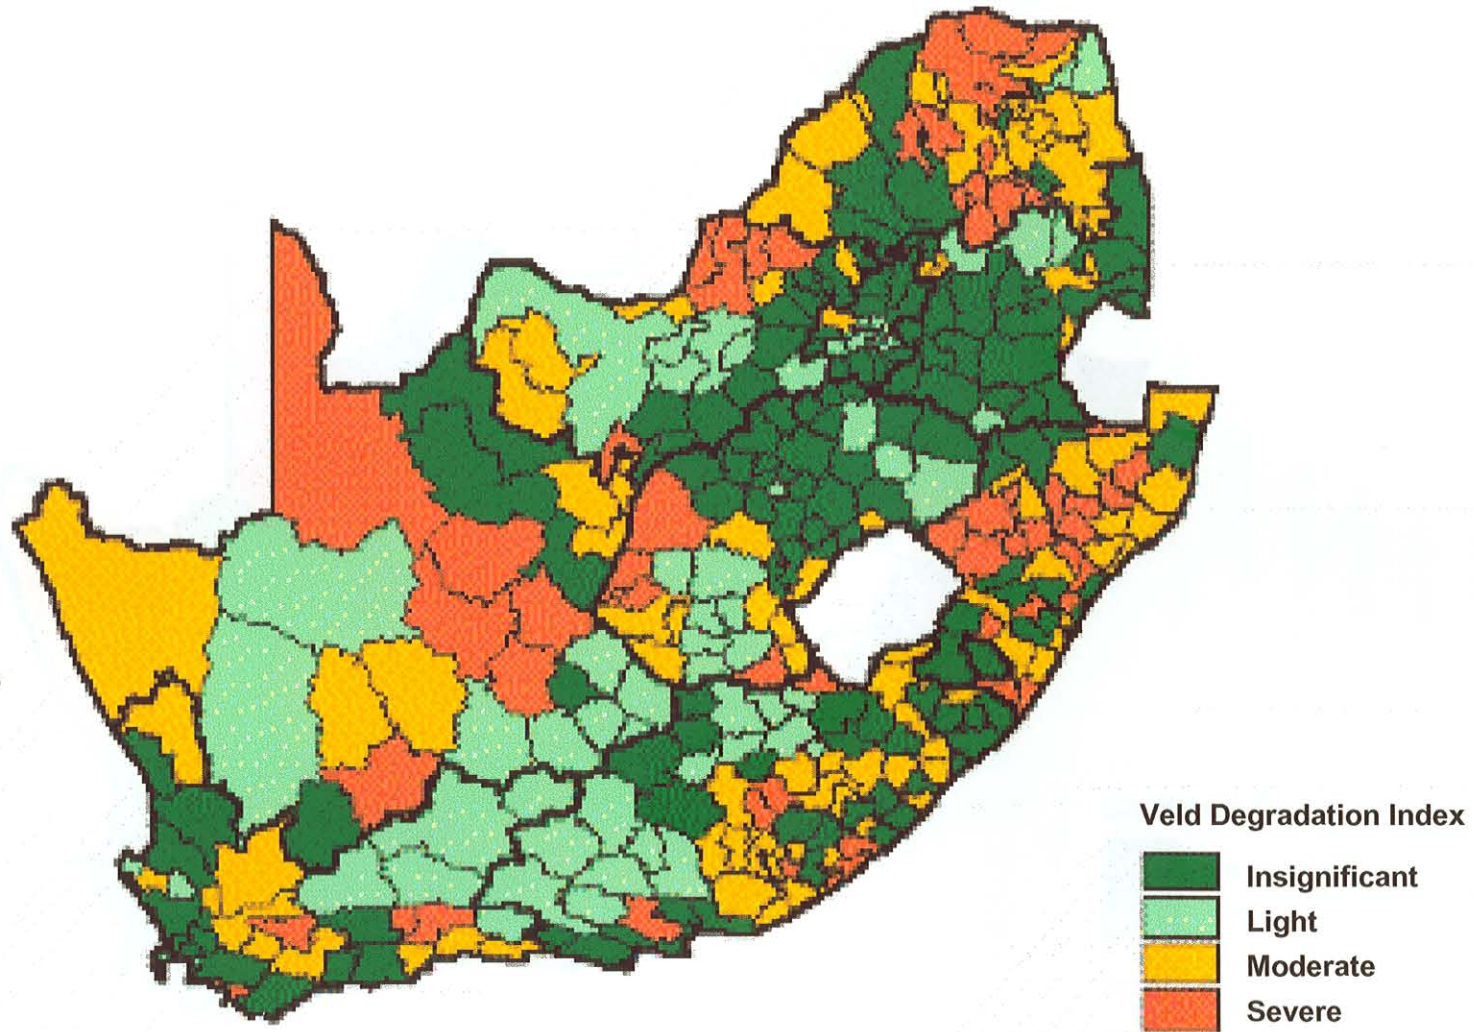 Veld Degradation Index
Insignificant
Light
Moderate
Severe